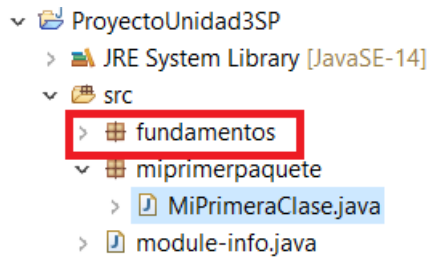 ProyectoUnidad3SP
JRE System Library [JavaSE-14]
src
fundamentos
miprimerpaquete
MiPrimeraClase.java
module-info.java